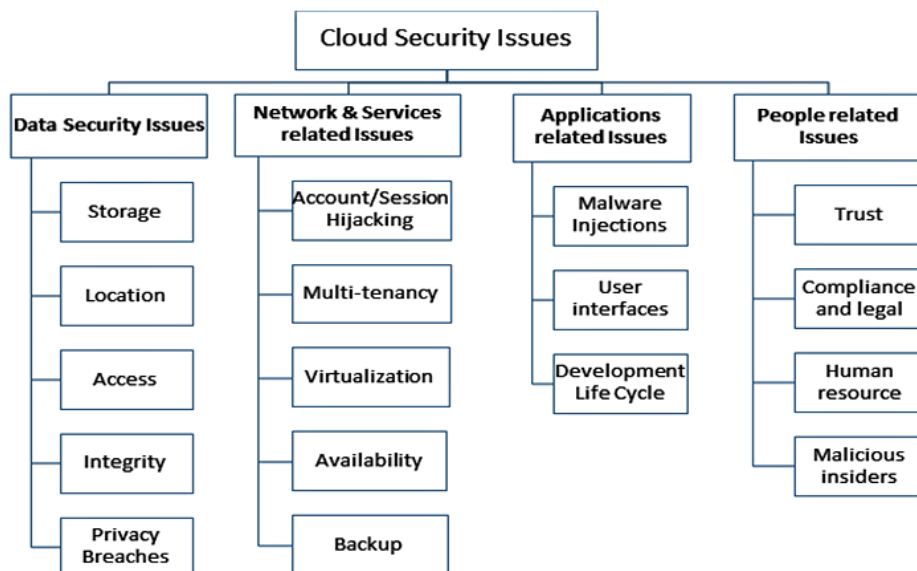 Cloud Security Issues
Data Security Issues
Storage
Location
Access
Integrity
Privacy
Breaches
Network & Services
related Issues
Account/Session
Hijacking
Multi-tenancy
Virtualization
Availability
Backup
Applications
related Issues
Malware
Injections
User
interfaces
Development
Life Cycle
People related
Issues
Trust
Compliance
and legal
Human
resource
Malicious
insiders